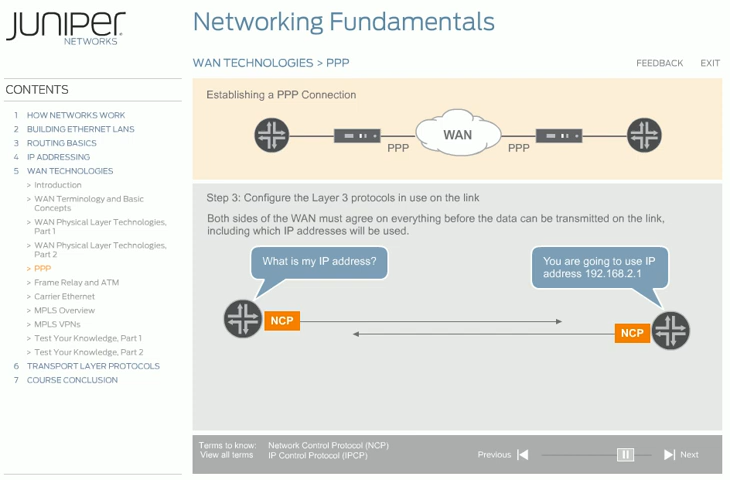 JUNIPER
NETWORKS
Networking Fundamentals
WAN TECHNOLOGIES > PPP
FEEDBACK
EXIT
CONTENTS
1 HOW NETWORKS WORK
2 BUILDING ETHERNET LANS
3 ROUTING BASICS
4 IP ADDRESSING
5 WAN TECHNOLOGIES
> Introduction
> WAN Terminology and Basic
Concepts
> WAN Physical Layer Technologies,
Part 1
> WAN Physical Layer Technologies,
Part 2
> PPP
> Frame Relay and ATM
> Carrier Ethernet
> MPLS Overview
> MPLS VPNs
> Test Your Knowledge, Part 1
> Test Your Knowledge, Part 2
6 TRANSPORT LAYER PROTOCOLS
7 COURSE CONCLUSION
Establishing a PPP Connection
WAN
PPP
PPP
Step 3: Configure the Layer 3 protocols in use on the link
Both sides of the WAN must agree on everything before the data can be transmitted on the link,
including which IP addresses will be used.
What is my IP address?
You are going to use IP
address 192.168.2.1
NCP
NCP
Terms to know: Network Control Protocol (NCP)
View all terms IP Control Protocol (IPCP)
Previous
Next